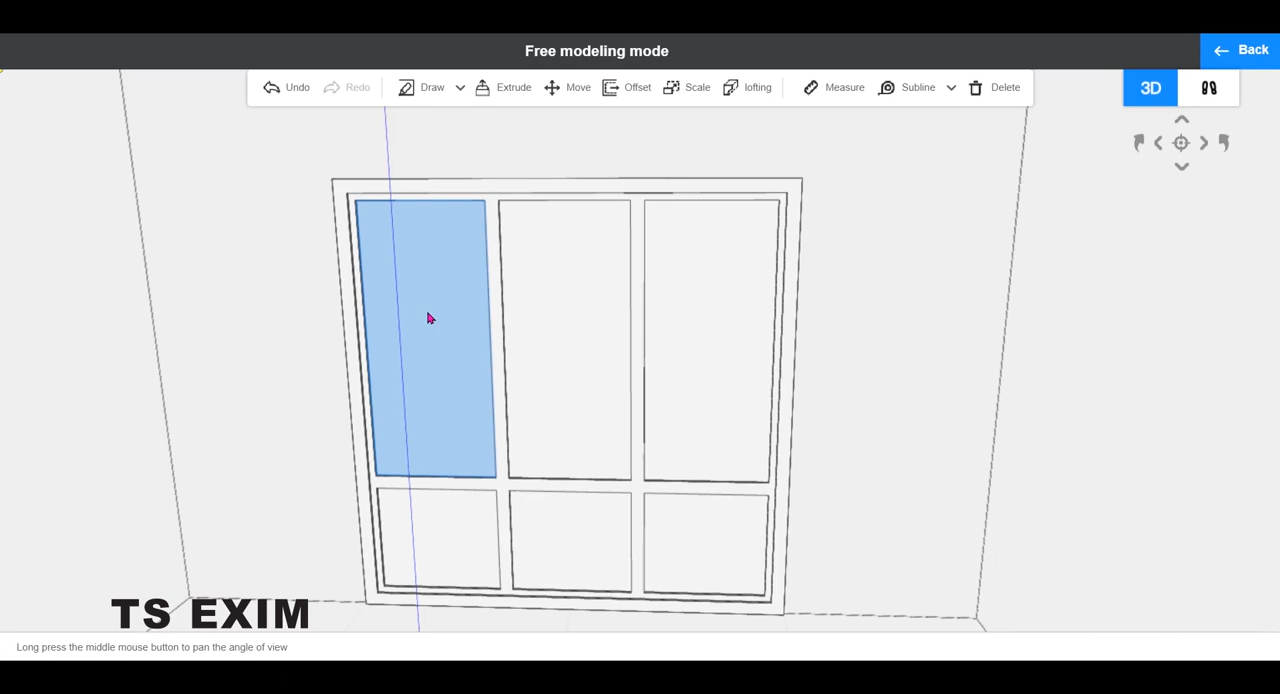 Free modeling mode
Back
Undo Redo Draw Extrude Move Offset Scale lofting Measure Subline Delete
3D
TS EXIM
Long press the middle mouse button to pan the angle of view